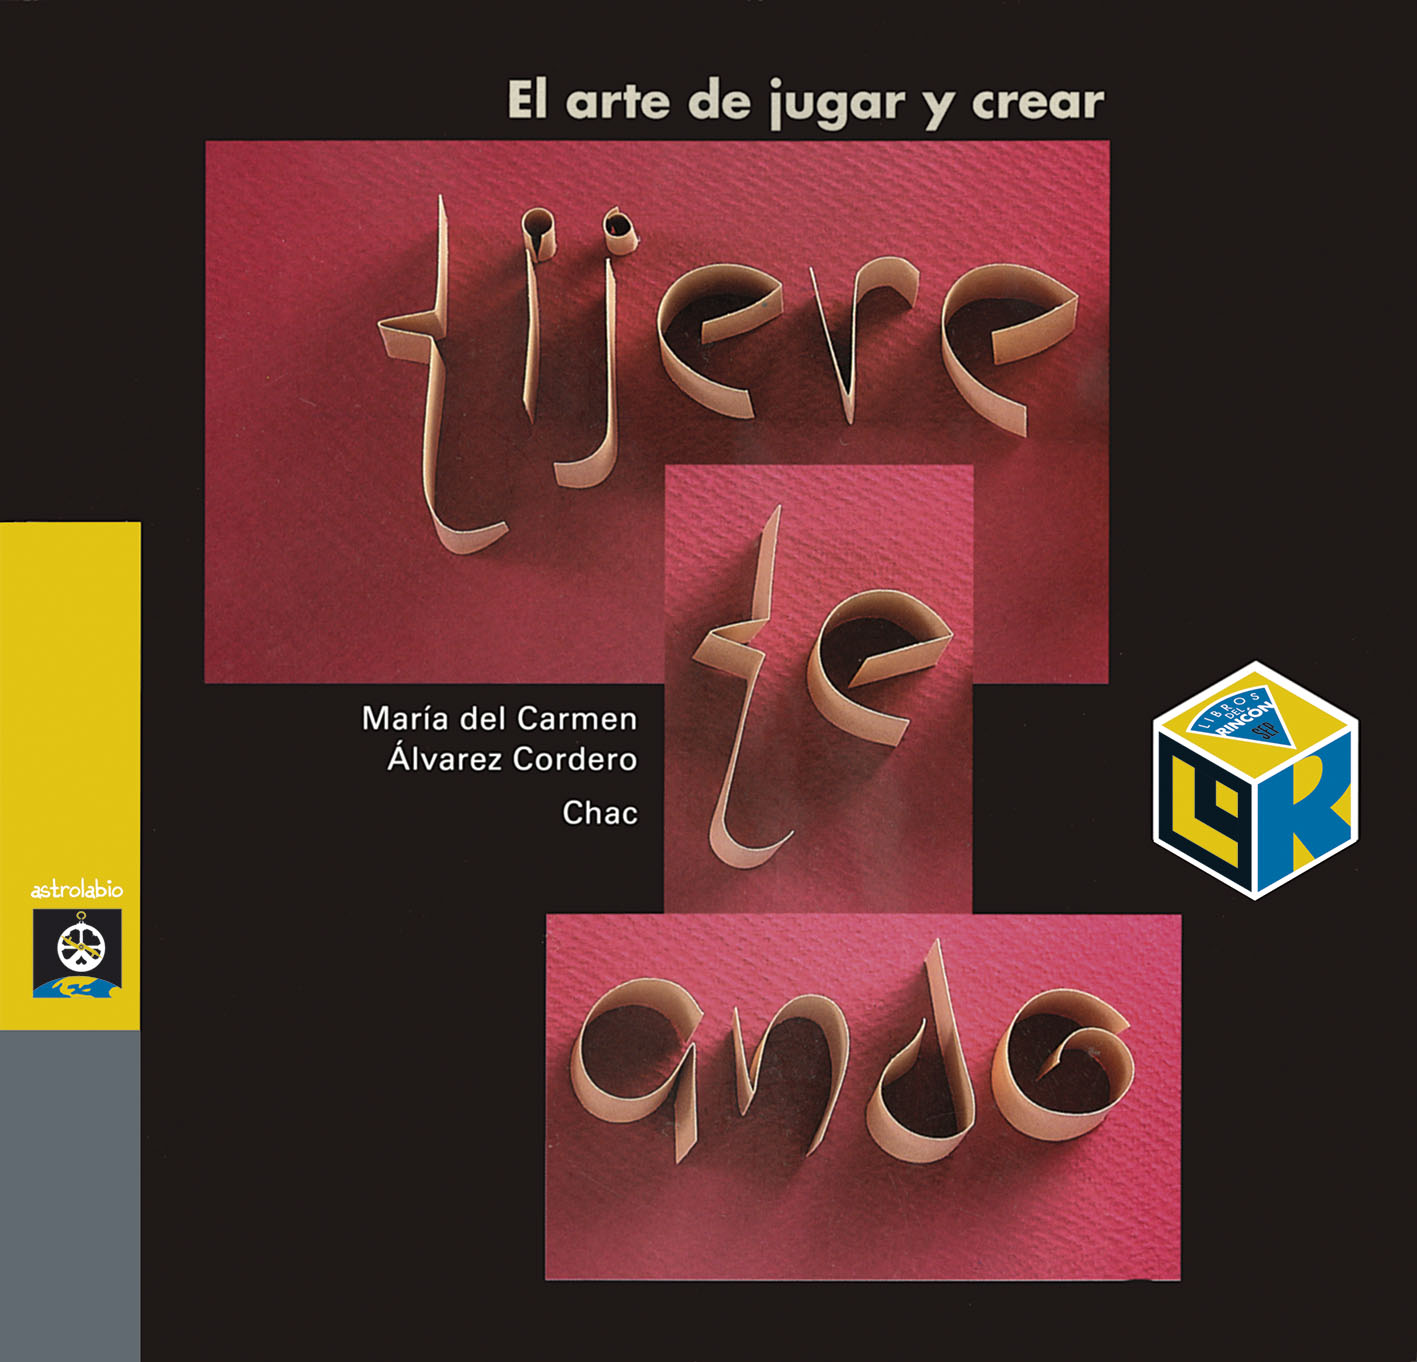 El arte de jugar y crear
tijere
te
ando
María del Carmen
Álvarez Cordero
Chac
LIBROS
DEL
RINCÓN
SEP
LR
astrolabio